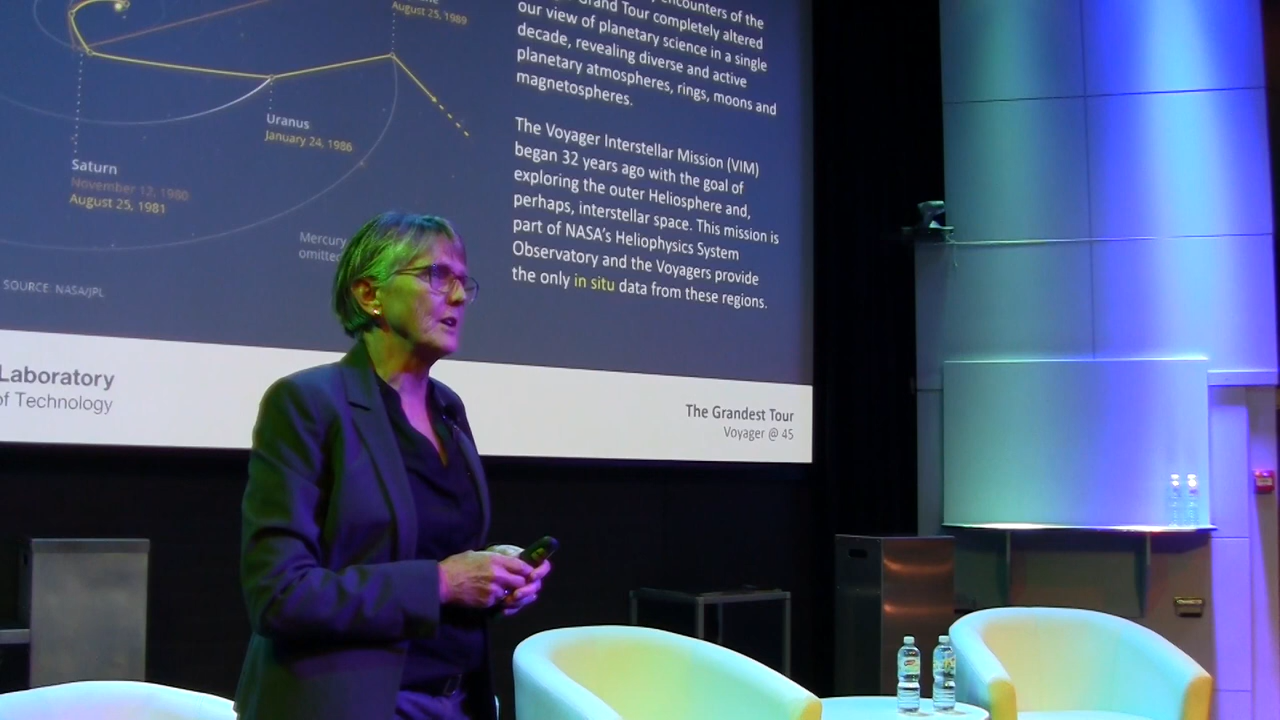 August 25, 1989
Uranus
January 24, 1986
Saturn
November 12, 1980
August 25, 1981
Mercury
omitted
SOURCE: NASA/JPL
encounters of the
Grand Tour completely altered
our view of planetary science in a single
decade, revealing diverse and active
planetary atmospheres, rings, moons and
magnetospheres.
The Voyager Interstellar Mission (VIM)
began 32 years ago with the goal of
exploring the outer Heliosphere and,
perhaps, interstellar space. This mission is
part of NASA's Heliophysics System
Observatory and the Voyagers provide
the only in situ data from these regions.
Laboratory
of Technology
The Grandest Tour
Voyager @ 45